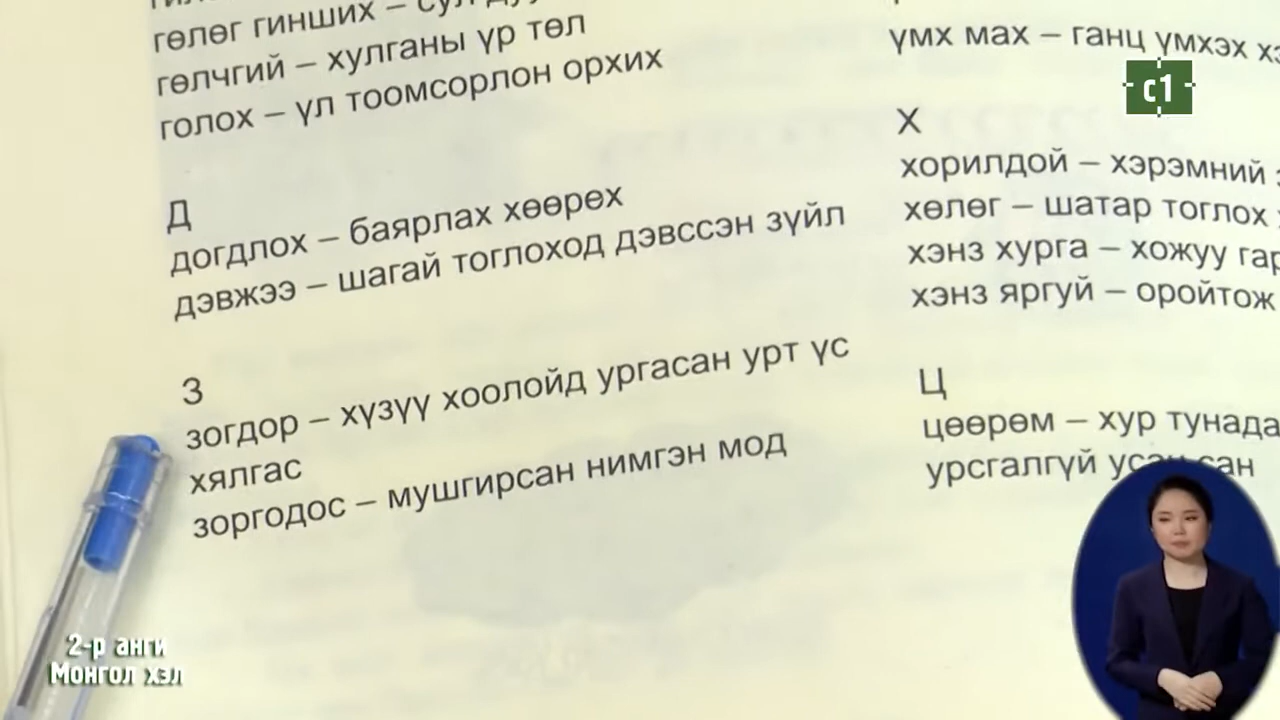 гөлөг гинших –
гөлчгий – хулганы үр төл
голох – үл тоомсорлон орхих
Д
догдлох – баярлах хөөрөх
дэвжээ – шагай тоглоход дэвссэн зүйл
З
зогдор – хүзүү хоолойд ургасан урт үс
хялгас
зоргодос – мушгирсан нимгэн мод
үмх мах – ганц үмхэх
Х
хорилдой – хэрэмний
хөлөг – шатар тоглох
хэнз хурга – хожуу
хэнз яргуй – оройтож
Ц
цөөрөм – хур
урсгалгүй
c1
2-р анги
Монгол хэл